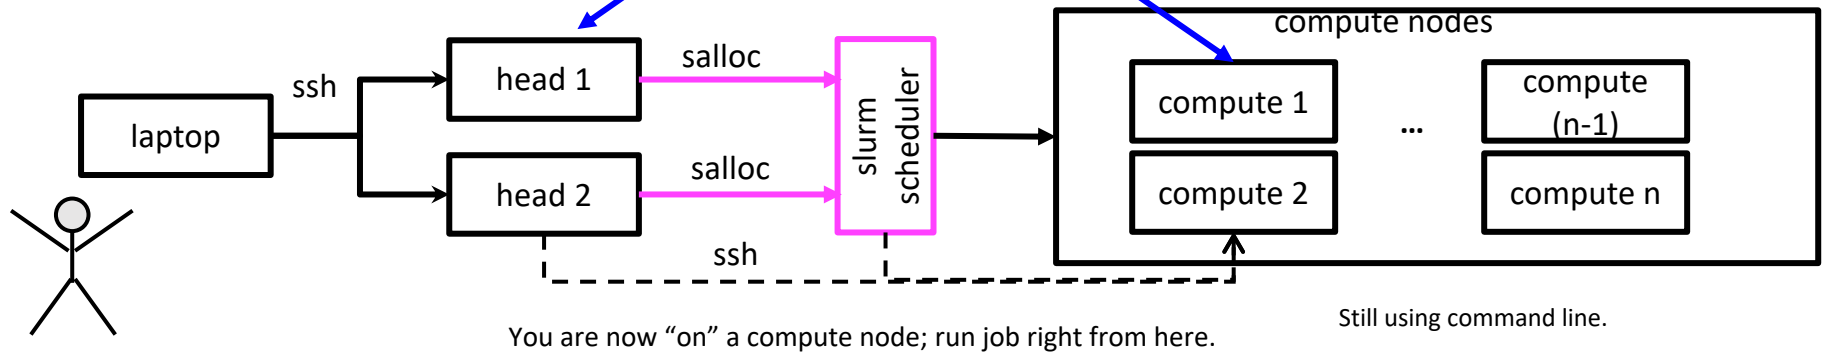 compute nodes
laptop
ssh
head 1
head 2
salloc
salloc
slurm
scheduler
compute 1
compute 2
...
compute
(n-1)
compute n
ssh
You are now “on” a compute node; run job right from here.
Still using command line.